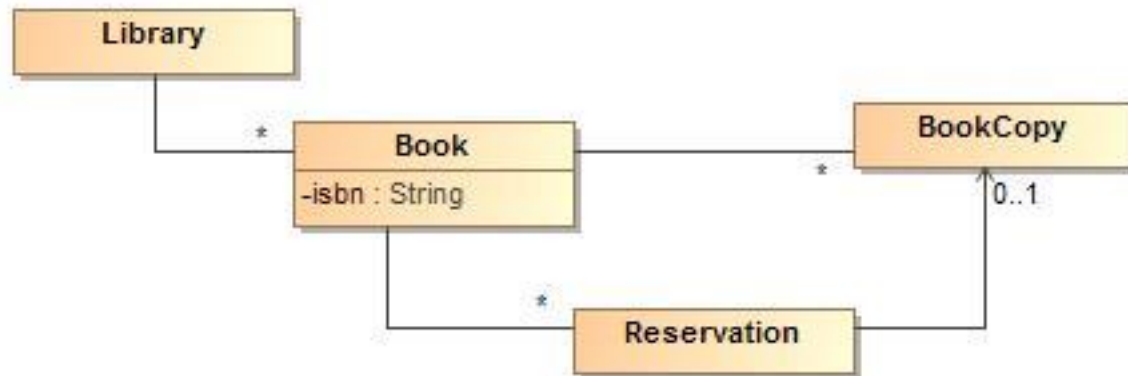 Library
*
Book
-isbn : String
BookCopy
*
0..1
*
Reservation